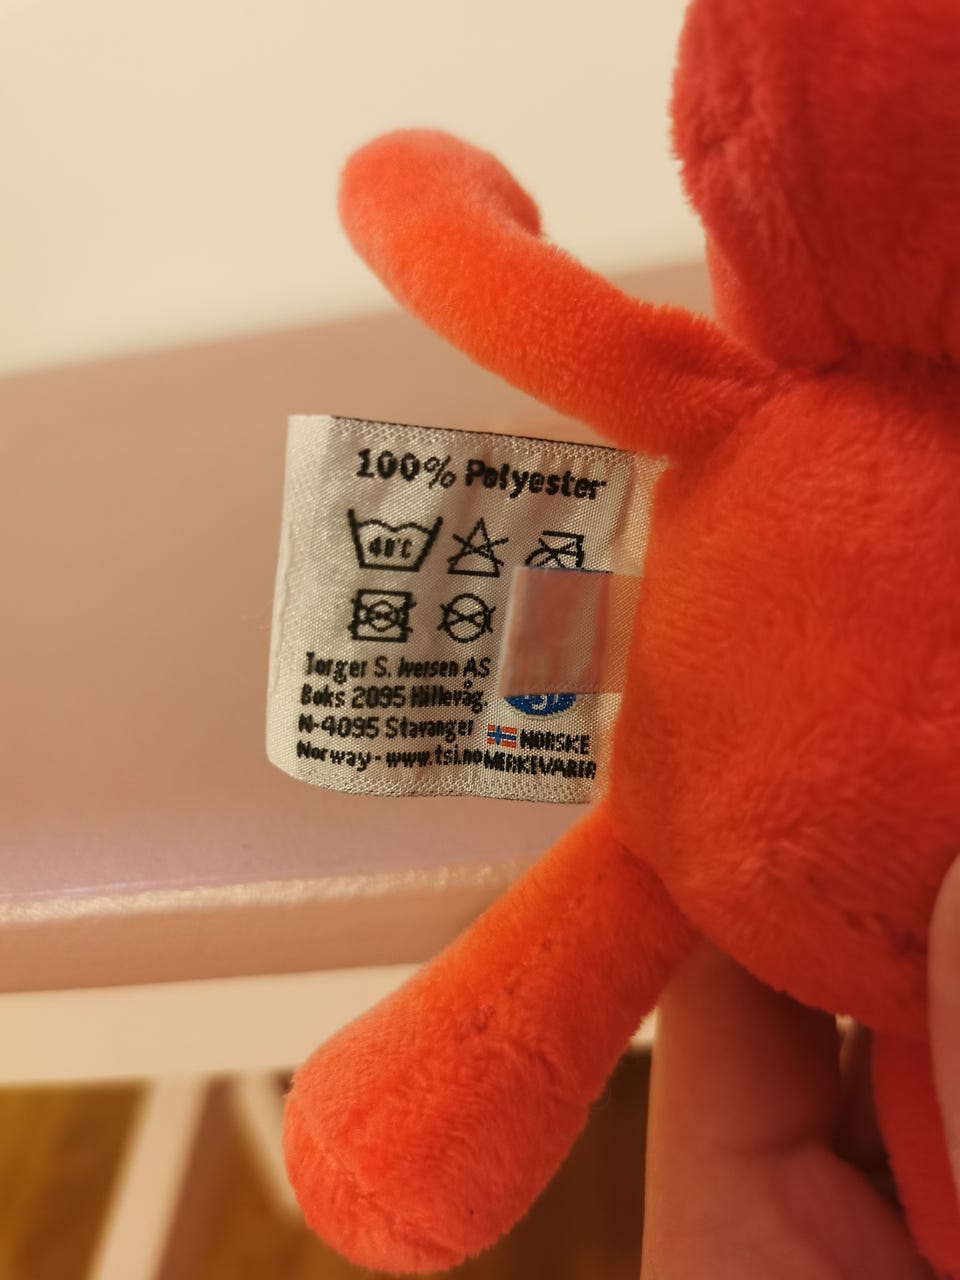 100% Polyester
40°C
Torger S. Iversen AS
Boks 2095 Hillevåg,
N-4095 Stavanger
Norway - www.tsi.no
NORSKE
MERKEVARER